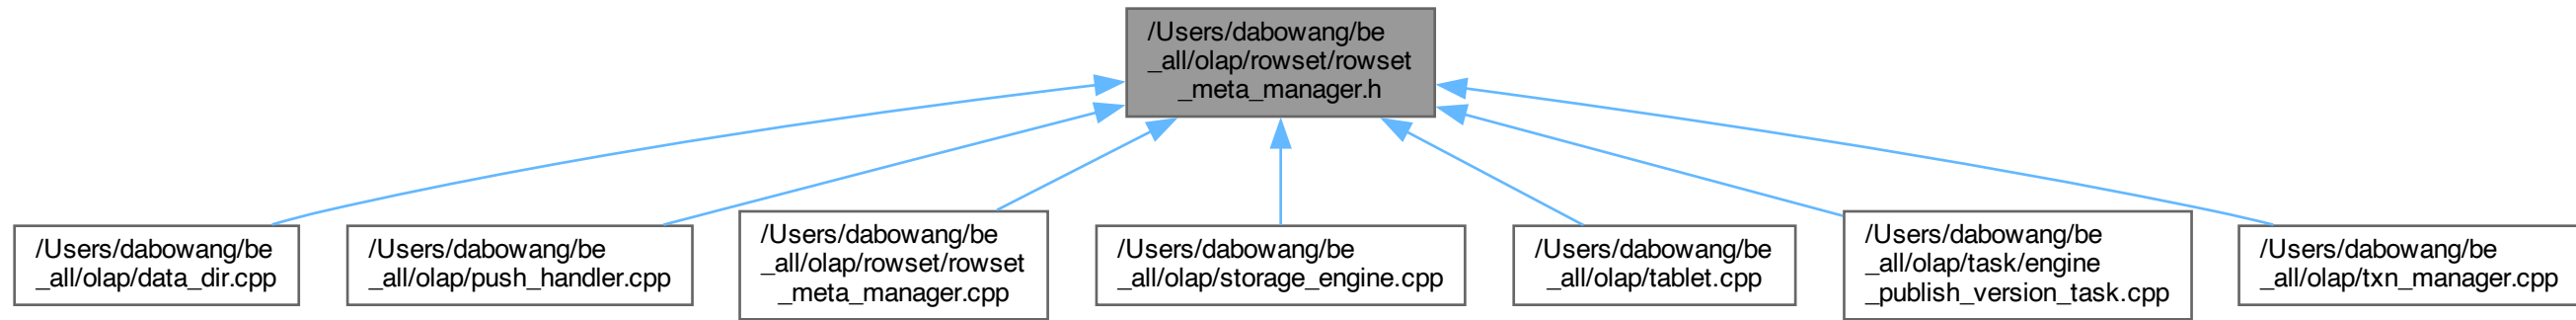 /Users/dabowang/be
_all/olap/rowset/rowset
_meta_manager.h
/Users/dabowang/be
_all/olap/data_dir.cpp
/Users/dabowang/be
_all/olap/push_handler.cpp
/Users/dabowang/be
_all/olap/rowset/rowset
_meta_manager.cpp
/Users/dabowang/be
_all/olap/storage_engine.cpp
/Users/dabowang/be
_all/olap/tablet.cpp
/Users/dabowang/be
_all/olap/task/engine
_publish_version_task.cpp
/Users/dabowang/be
_all/olap/txn_manager.cpp